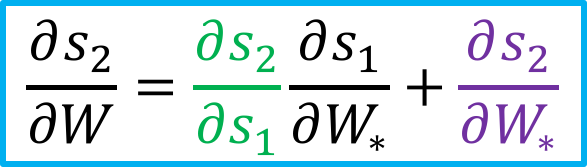 ∂s₂/∂W = ∂s₂/∂s₁ ∂s₁/∂W* + ∂s₂/∂W*